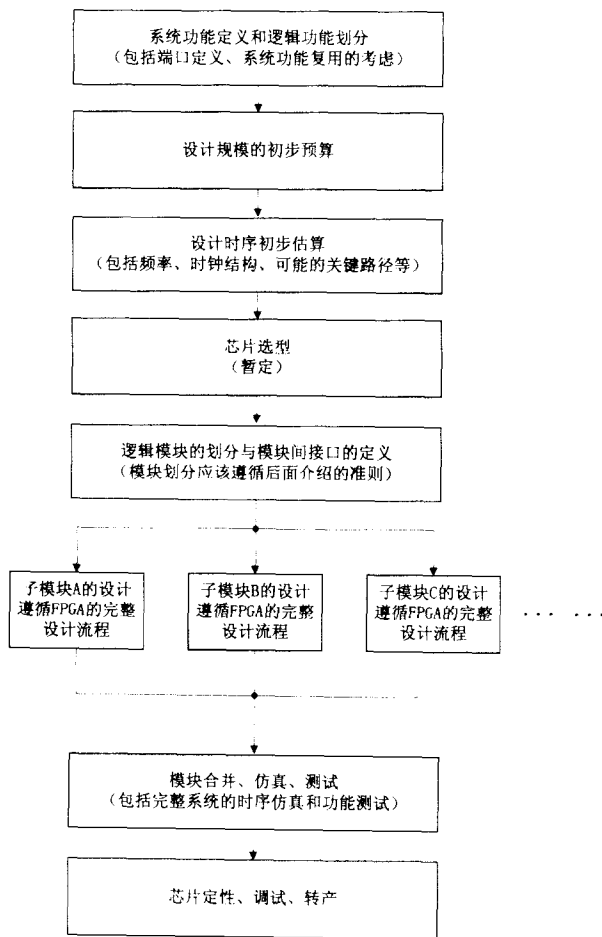 系统功能定义和逻辑功能划分
(包括端口定义、系统功能复用的考虑)
设计规模的初步预算
设计时序初步估算
(包括频率、时钟结构、可能的关键路径等)
芯片选型
(暂定)
逻辑模块的划分与模块间接口的定义
(模块划分应该遵循后面介绍的准则)
子模块A的设计
遵循FPGA的完整
设计流程
子模块B的设计
遵循FPGA的完整
设计流程
子模块C的设计
遵循FPGA的完整
设计流程
... ...
模块合并、仿真、测试
(包括完整系统的时序仿真和功能测试)
芯片定性、调试、转产